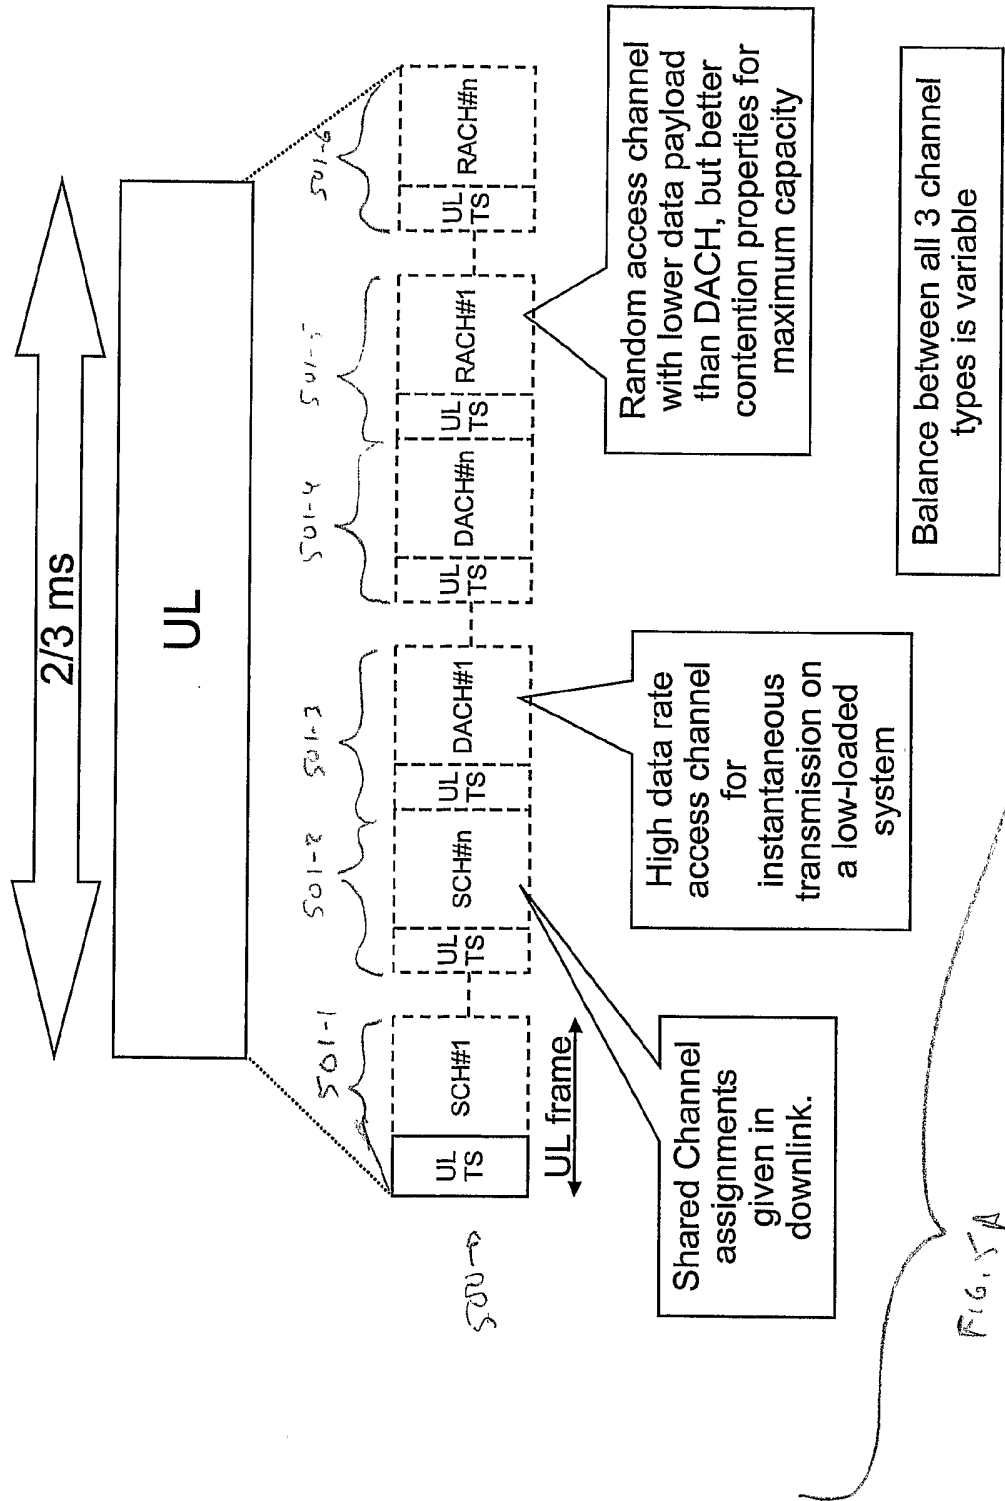 2/3 ms
UL
501-1
501-2
501-3
501-4
501-5
501-6
500
UL
TS
SCH#1
UL
TS
SCH#n
UL
TS
DACH#1
UL
TS
DACH#n
UL
TS
RACH#1
UL
TS
RACH#n
UL frame
Shared Channel
assignments
given in
downlink.
High data rate
access channel
for
instantaneous
transmission on
a low-loaded
system
Random access channel
with lower data payload
than DACH, but better
contention properties for
maximum capacity
Balance between all 3 channel
types is variable
FIG. 5A